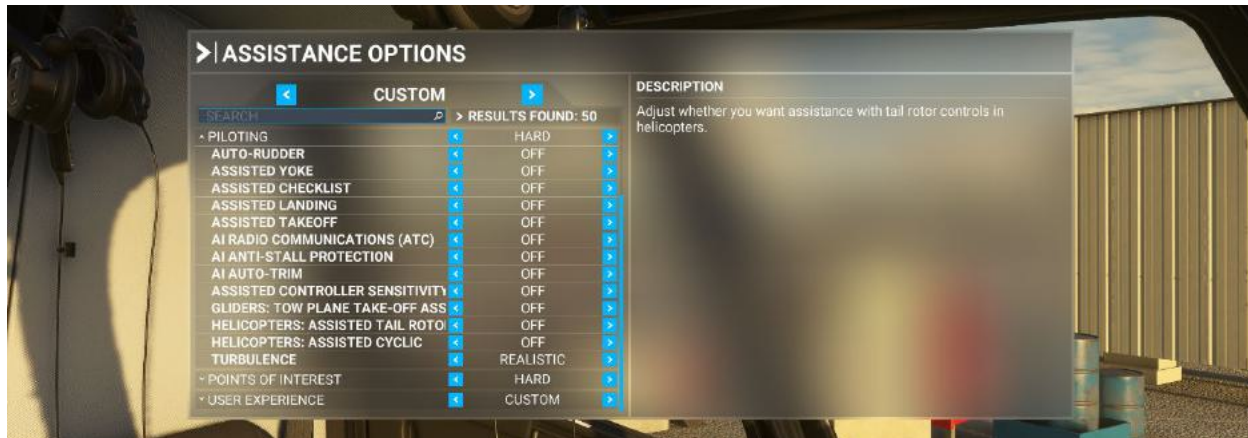 ASSISTANCE OPTIONS
CUSTOM
SEARCH
> RESULTS FOUND: 50
PILOTING HARD
AUTO-RUDDER OFF
ASSISTED YOKE OFF
ASSISTED CHECKLIST OFF
ASSISTED LANDING OFF
ASSISTED TAKEOFF OFF
AI RADIO COMMUNICATIONS (ATC) OFF
AI ANTI-STALL PROTECTION OFF
AI AUTO-TRIM OFF
ASSISTED CONTROLLER SENSITIVITY OFF
GLIDERS: TOW PLANE TAKE-OFF ASS OFF
HELICOPTERS: ASSISTED TAIL ROTO OFF
HELICOPTERS: ASSISTED CYCLIC OFF
TURBULENCE REALISTIC
POINTS OF INTEREST HARD
USER EXPERIENCE CUSTOM
DESCRIPTION
Adjust whether you want assistance with tail rotor controls in
helicopters.